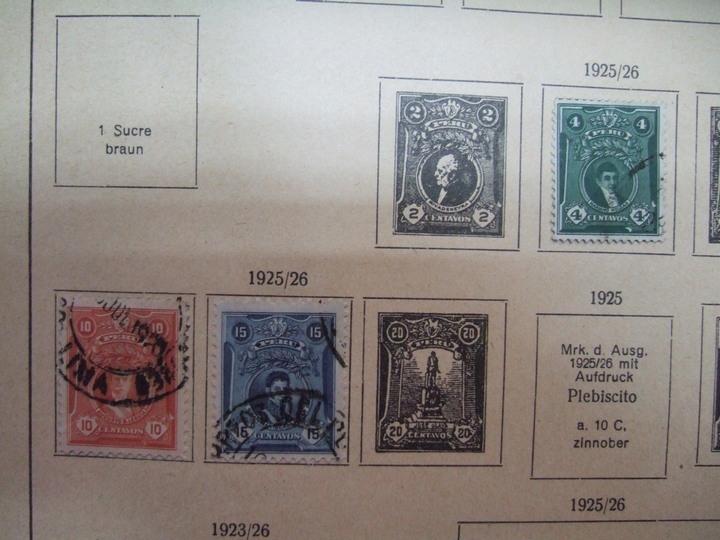 1 Sucre
braun
1925/26
2 2
PERU
2 CENTAVOS 2
4 4
PERU
4 CENTAVOS 4
1925/26
1925
10 10
LIMA
10 CENTAVOS 10
15 15
PERU
15 CENTAVOS 15
20 20
PERU
20 CENTAVOS 20
Mrk. d. Ausg.
1925/26 mit
Aufdruck
Plebiscito
a. 10 C,
zinnober
1923/26
1925/26